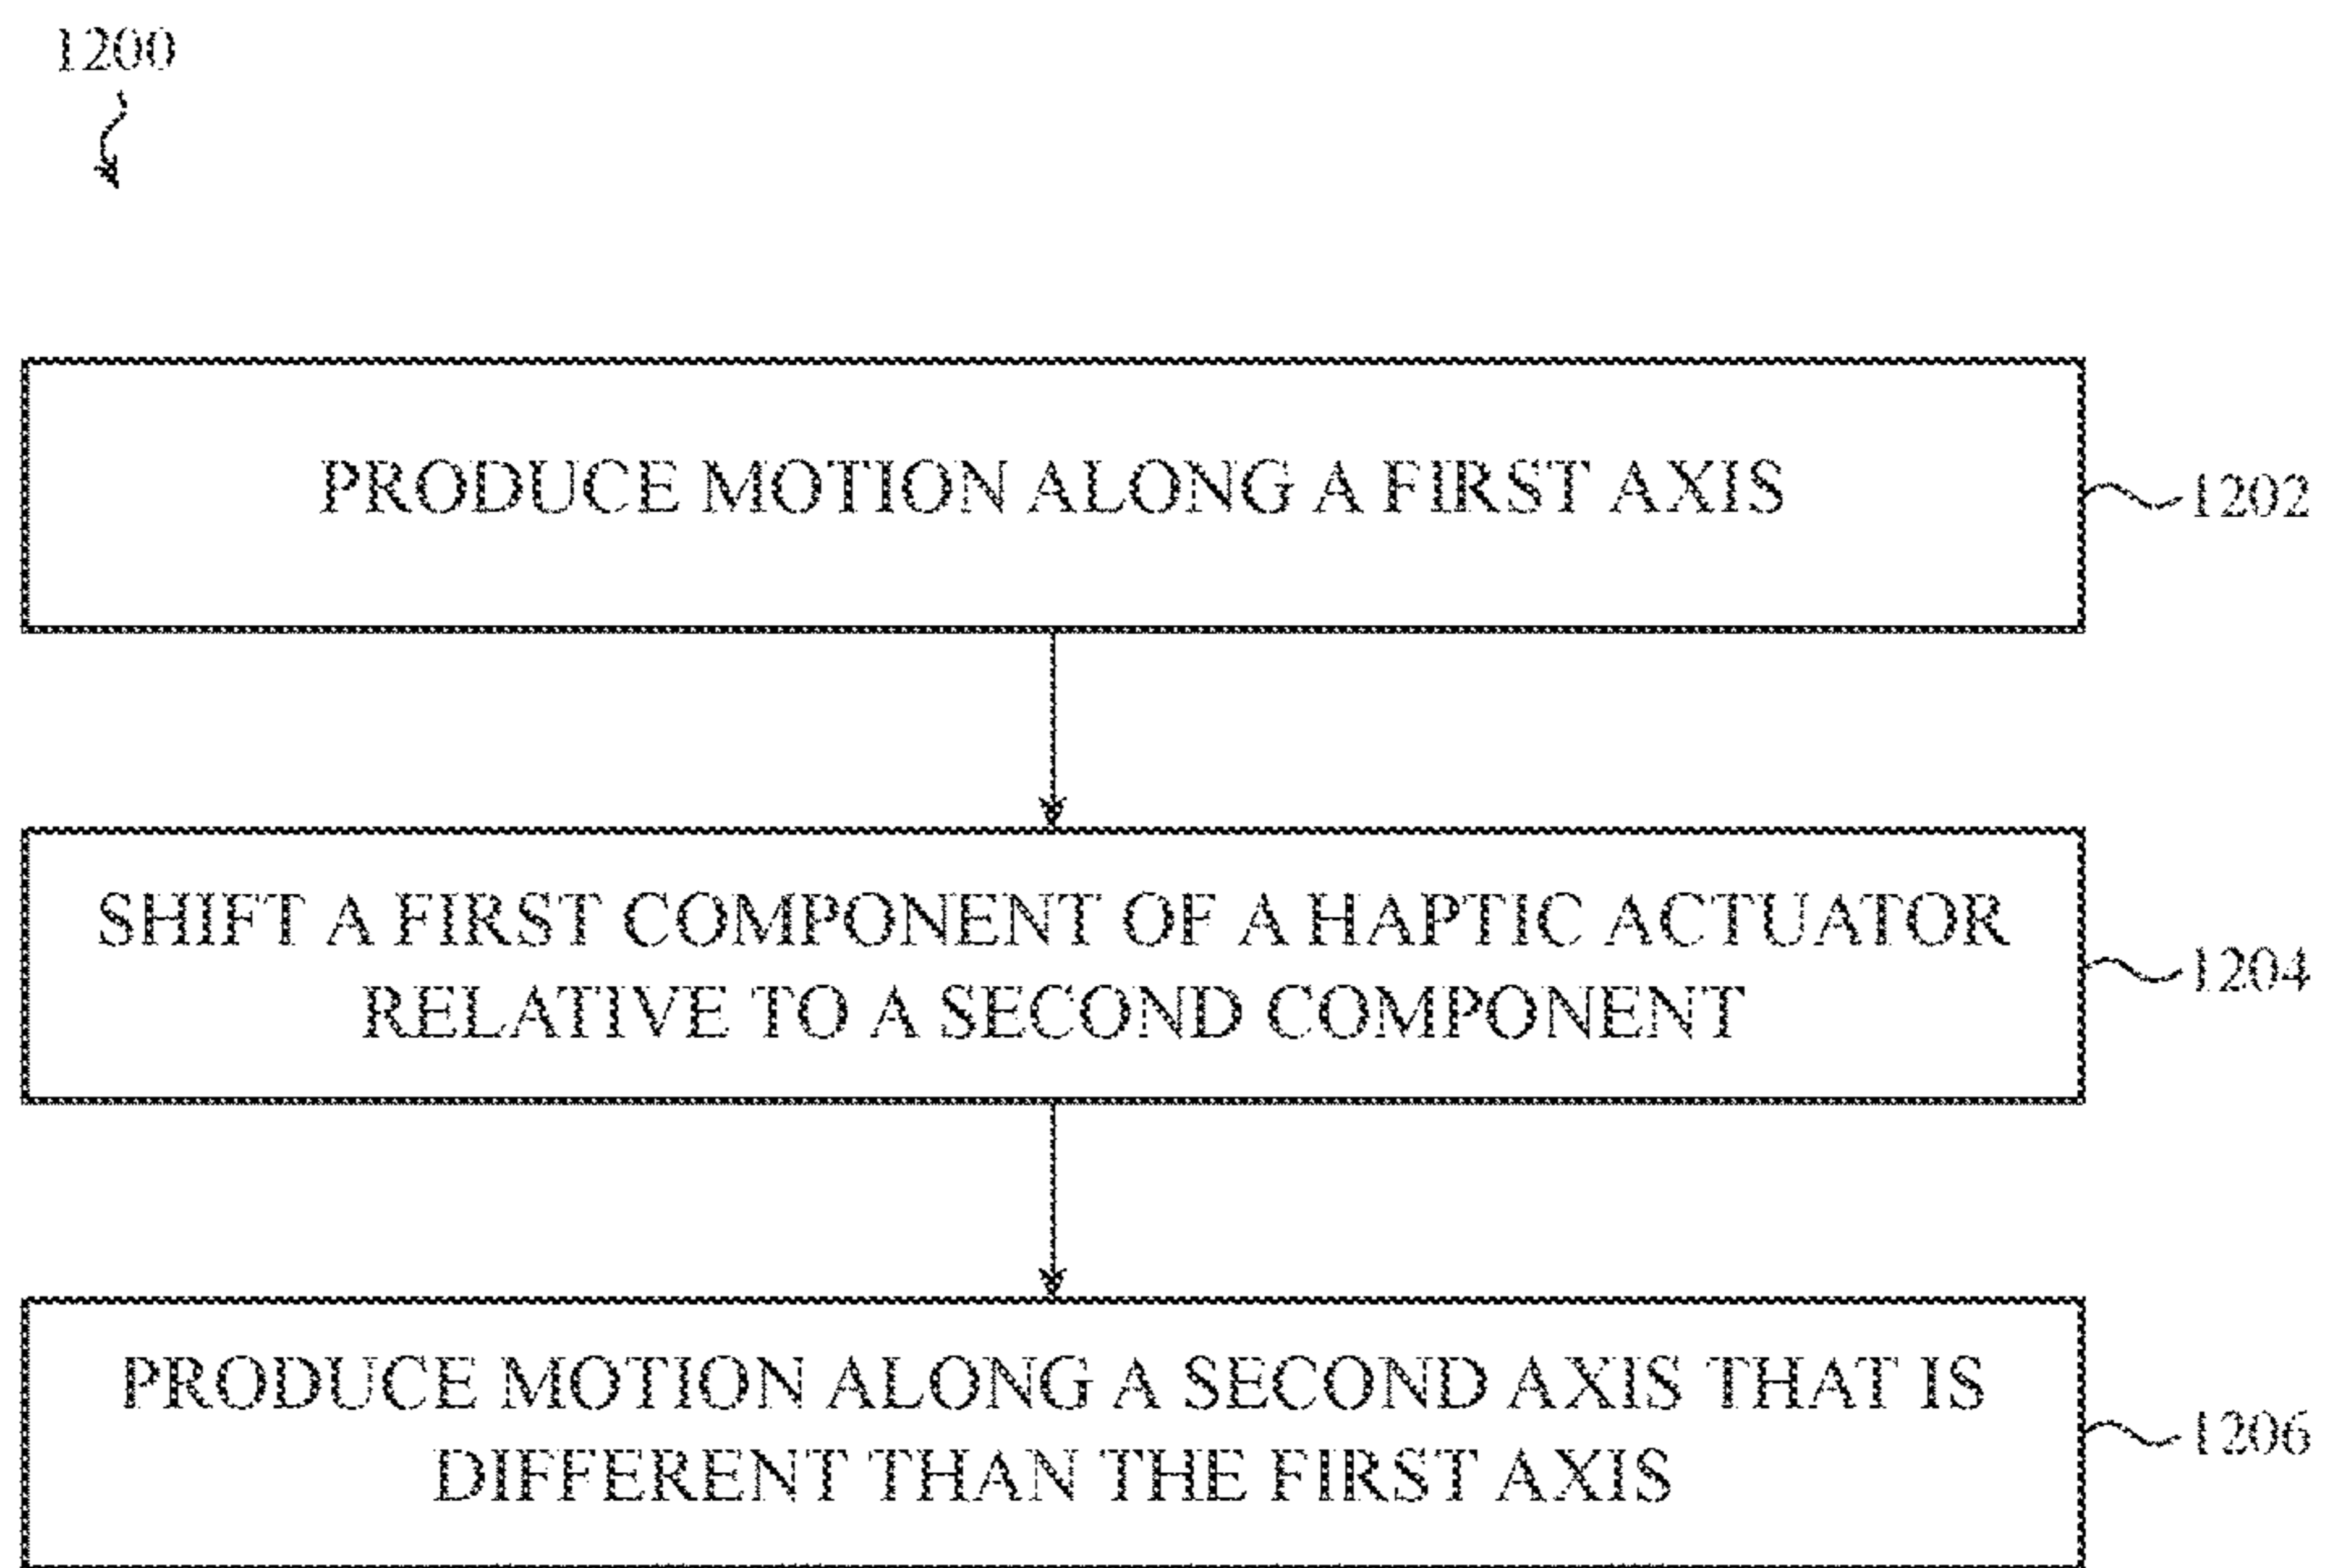 1200
PRODUCE MOTION ALONG A FIRST AXIS
1202
SHIFT A FIRST COMPONENT OF A HAPTIC ACTUATOR
RELATIVE TO A SECOND COMPONENT
1204
PRODUCE MOTION ALONG A SECOND AXIS THAT IS
DIFFERENT THAN THE FIRST AXIS
1206